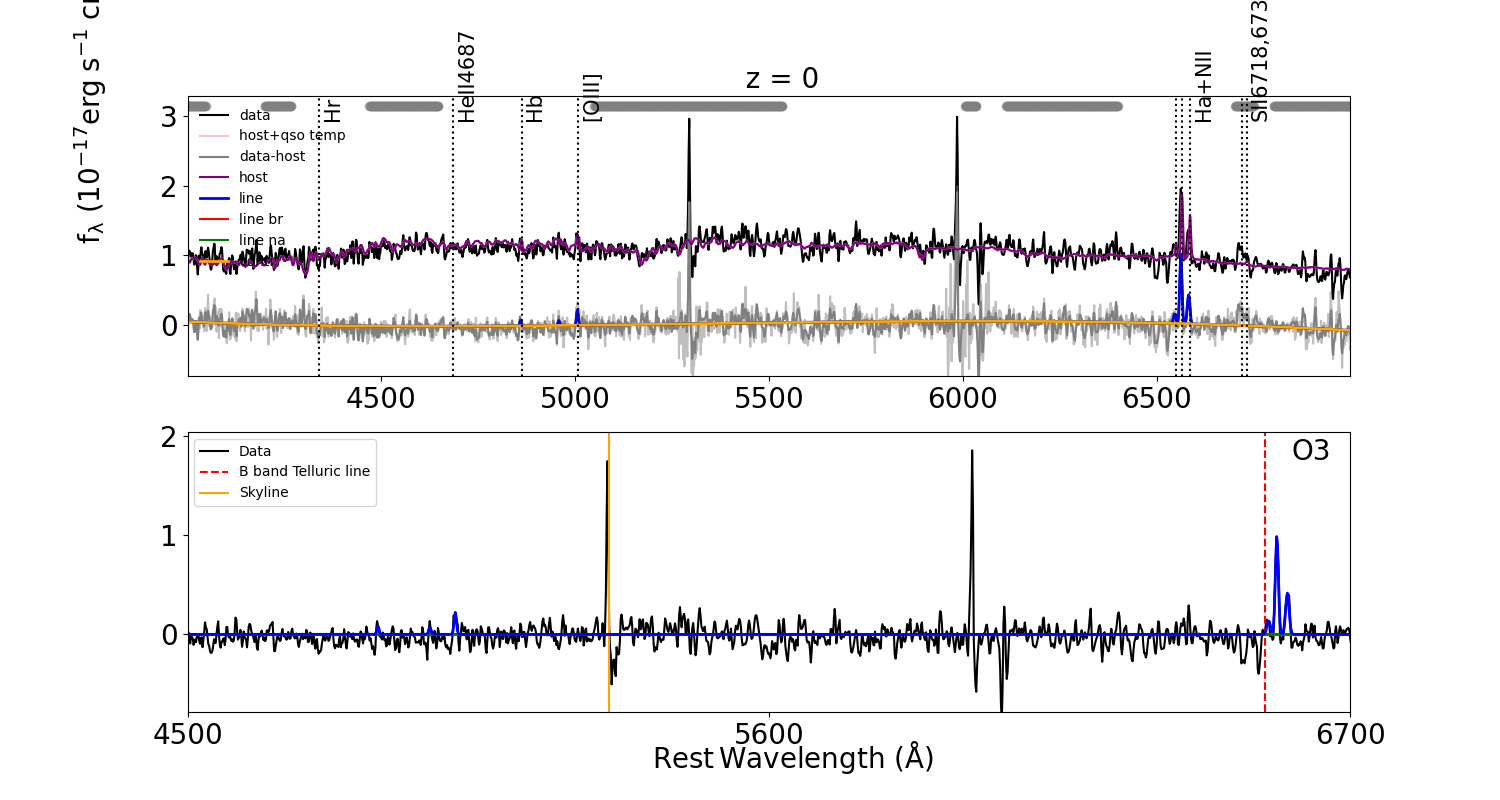 z = 0
f_λ (10^{-17}erg s^{-1}
Hr
HeII4687
Hb
[OIII]
Ha+NII
SII6718,673
3
2
1
0
data
host+qso temp
data-host
host
line
line br
line na
4500 5000 5500 6000 6500
O3
2
1
0
Data
B band Telluric line
Skyline
4500 5600 6700
Rest Wavelength (Å)